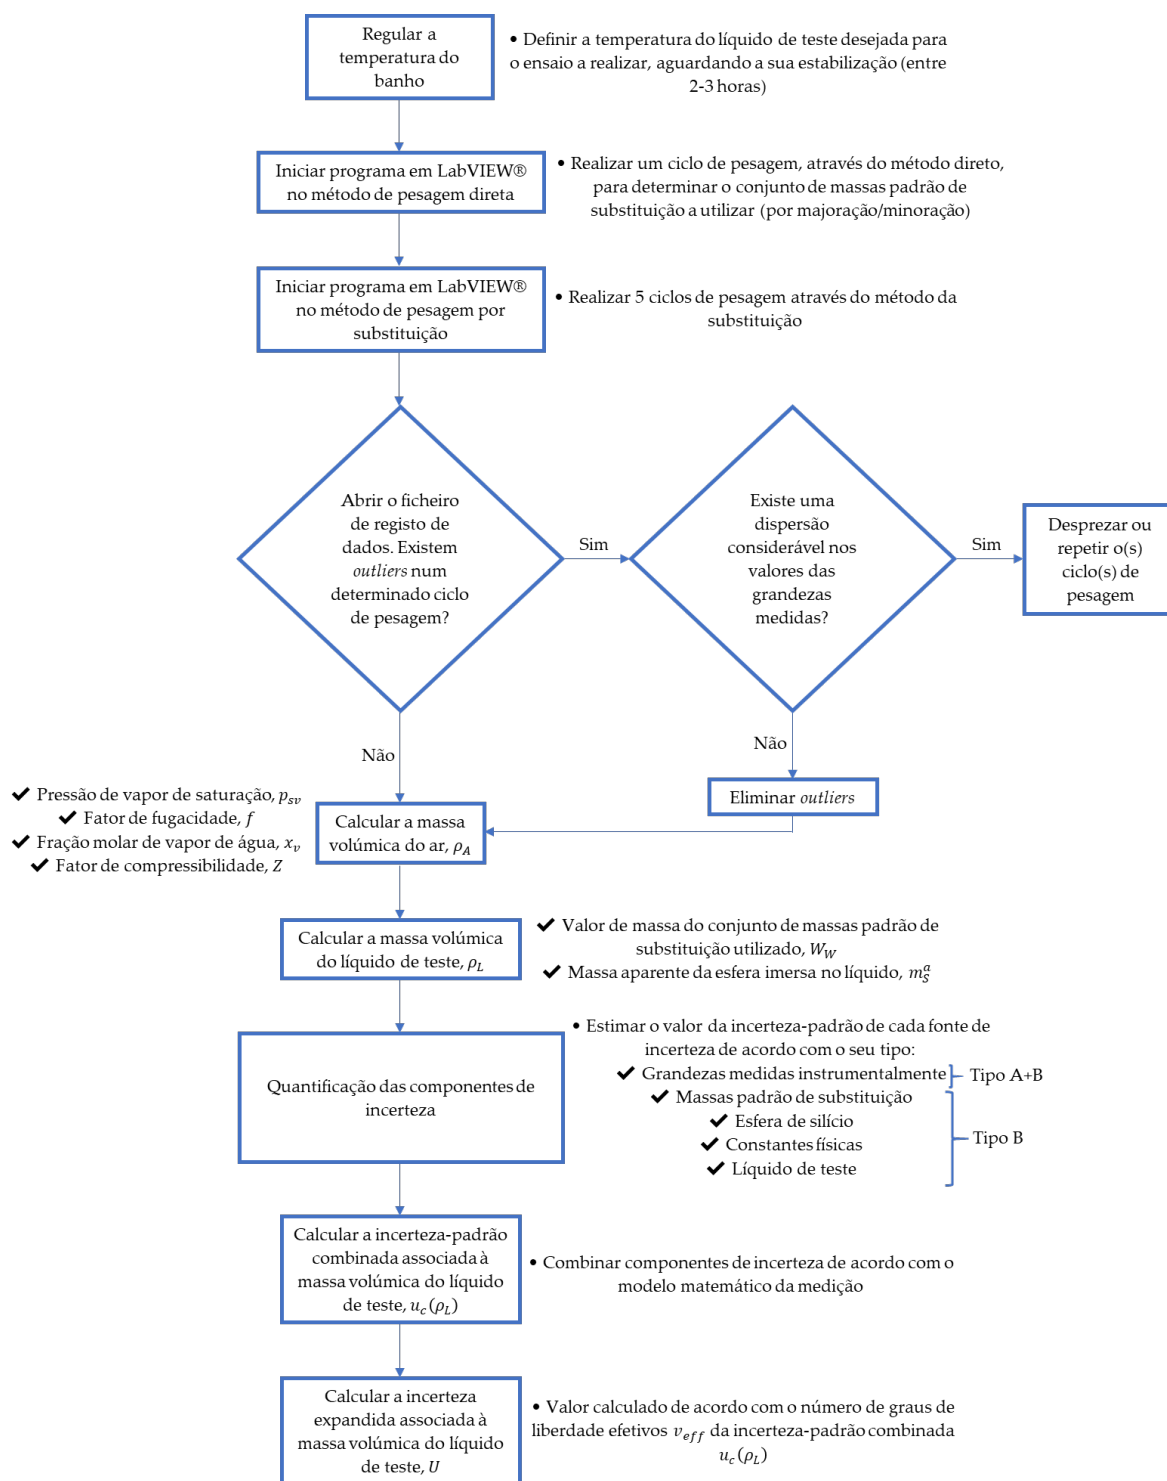 Regular a
temperatura do
banho
• Definir a temperatura do líquido de teste desejada para
o ensaio a realizar, aguardando a sua estabilização (entre
2-3 horas)
Iniciar programa em LabVIEW®
no método de pesagem direta
• Realizar um ciclo de pesagem, através do método direto,
para determinar o conjunto de massas padrão de
substituição a utilizar (por majoração/minoração)
Iniciar programa em LabVIEW®
no método de pesagem por
substituição
• Realizar 5 ciclos de pesagem através do método da
substituição
Abrir o ficheiro
de registo de
dados. Existem
outliers num
determinado ciclo
de pesagem?
Sim
Existe uma
dispersão
considerável nos
valores das
grandezas
medidas?
Sim
Desprezar ou
repetir o(s)
ciclo(s) de
pesagem
Não
Não
Eliminar outliers
✔ Pressão de vapor de saturação, p_sv
✔ Fator de fugacidade, f
✔ Fração molar de vapor de água, x_v
✔ Fator de compressibilidade, Z
Calcular a massa
volúmica do ar, ρ_A
Calcular a massa volúmica
do líquido de teste, ρ_L
✔ Valor de massa do conjunto de massas padrão de
substituição utilizado, W_W
✔ Massa aparente da esfera imersa no líquido, m_S^a
Quantificação das componentes de
incerteza
• Estimar o valor da incerteza-padrão de cada fonte de
incerteza de acordo com o seu tipo:
✔ Grandezas medidas instrumentalmente
Tipo A+B
✔ Massas padrão de substituição
✔ Esfera de silício
✔ Constantes físicas
✔ Líquido de teste
Tipo B
Calcular a incerteza-padrão
combinada associada à
massa volúmica do líquido
de teste, u_c(ρ_L)
• Combinar componentes de incerteza de acordo com o
modelo matemático da medição
Calcular a incerteza
expandida associada à
massa volúmica do líquido
de teste, U
• Valor calculado de acordo com o número de graus de
liberdade efetivos v_eff da incerteza-padrão combinada
u_c(ρ_L)